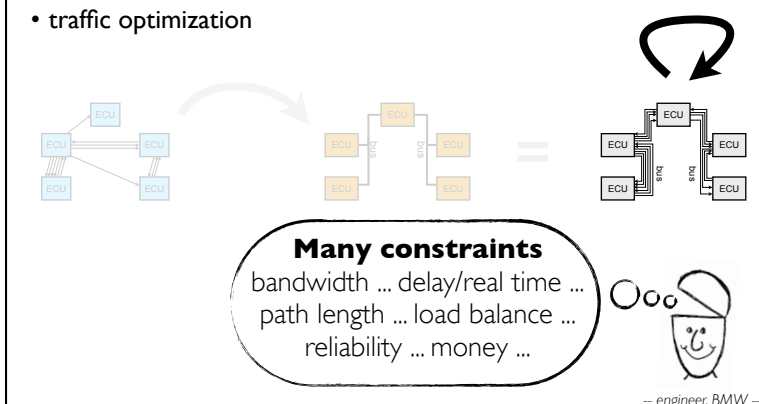 • traffic optimization
ECU
ECU
ECU
ECU
ECU
ECU
ECU
bus
bus
ECU
ECU
ECU
=
ECU
ECU
bus
bus
ECU
ECU
ECU
Many constraints
bandwidth ... delay/real time ...
path length ... load balance ...
reliability ... money ...
-- engineer, BMW --